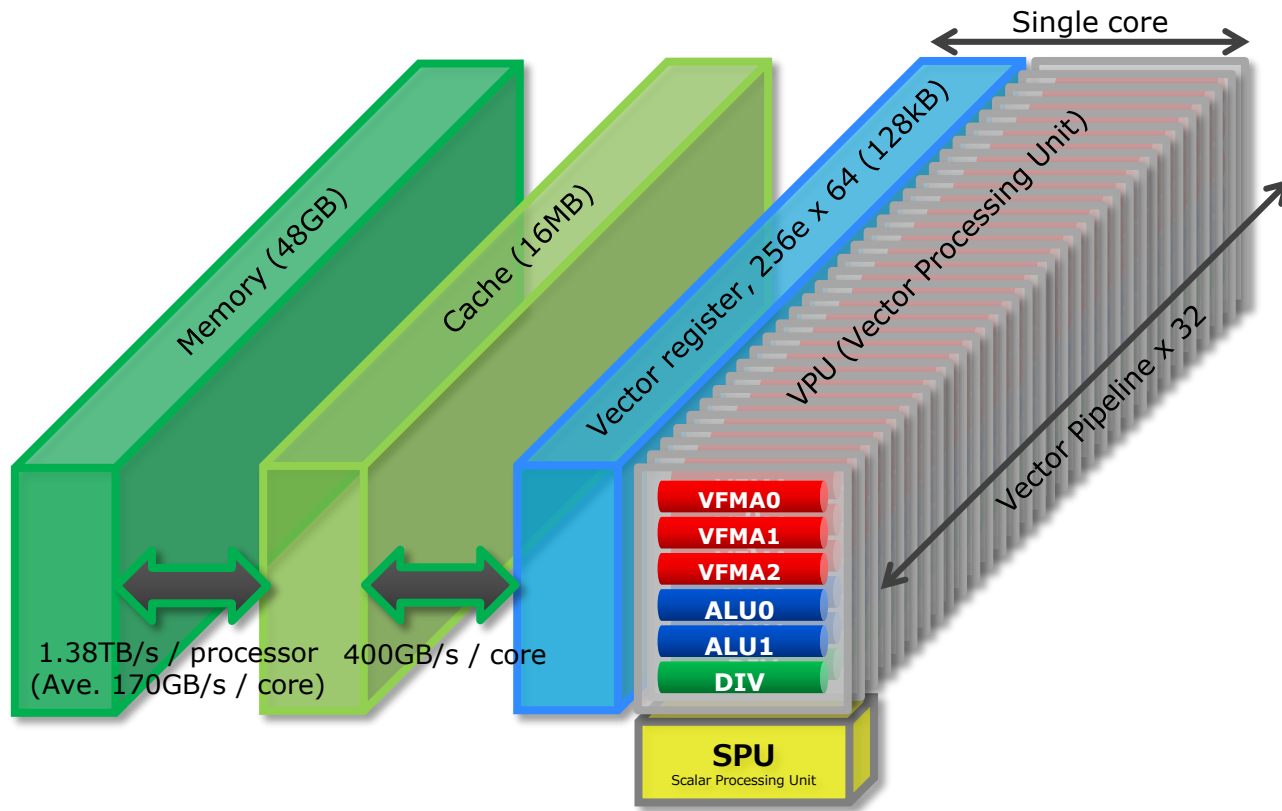 Single core
Memory (48GB)
Cache (16MB)
Vector register, 256e x 64 (128kB)
VPU (Vector Processing Unit)
Vector Pipeline x 32
VFMA0
VFMA1
VFMA2
ALU0
ALU1
DIV
1.38TB/s / processor
(Ave. 170GB/s / core)
400GB/s / core
SPU
Scalar Processing Unit